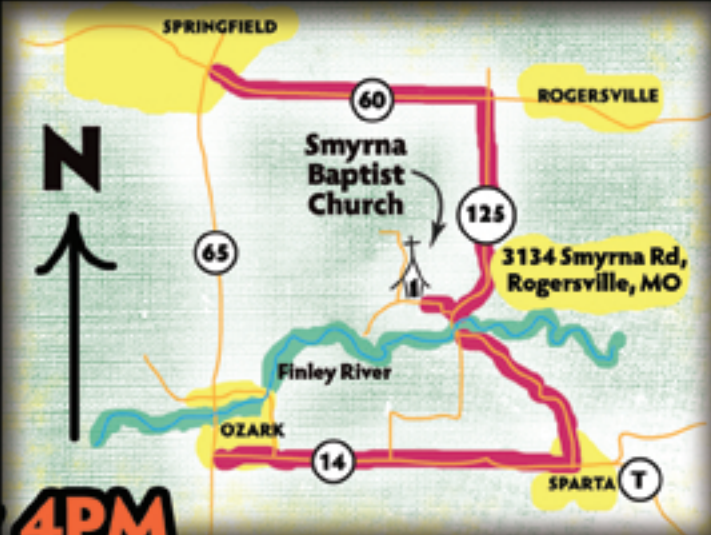 SPRINGFIELD
60
ROGERSVILLE
N
Smyrna
Baptist
Church
125
65
3134 Smyrna Rd,
Rogersville, MO
Finley River
OZARK
14
SPARTA
T
4PM